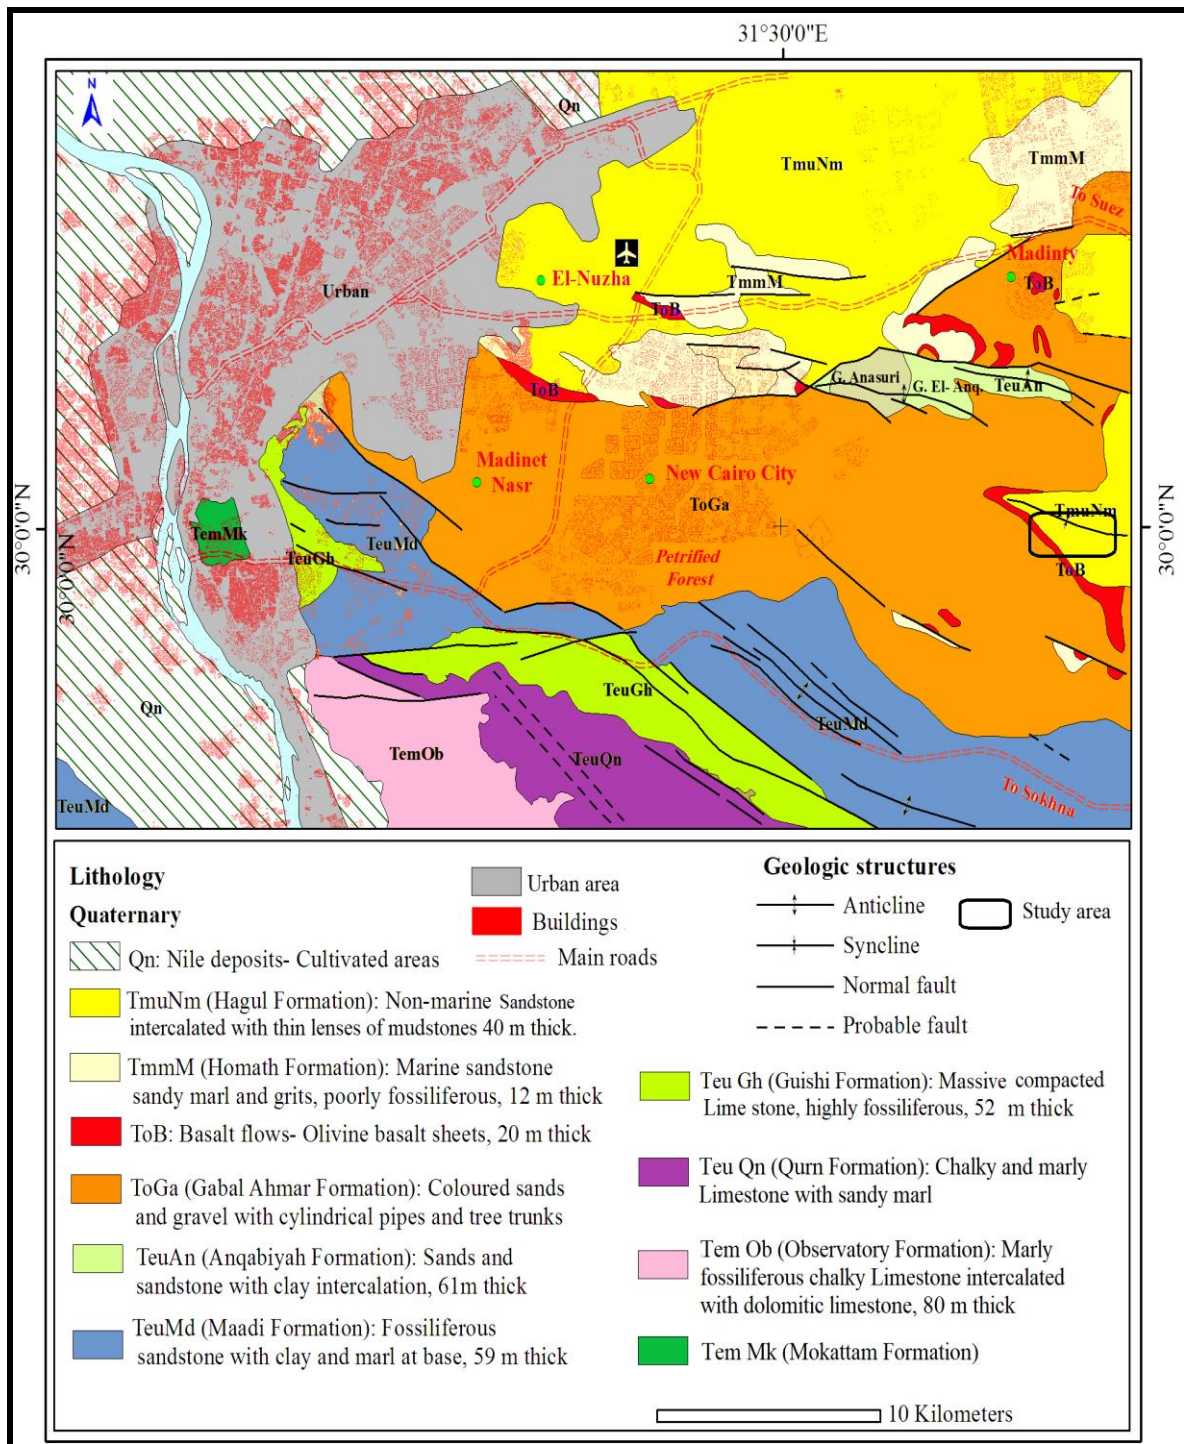 31°30'0"E
N
Qn
TmuNm
TmmM
To Suez
Madinty
ToB
El-Nuzha
TmmM
Urban
ToB
G. Anasuri
G. El- Anq.
TeuAn
ToB
Madinet
Nasr
New Cairo City
ToGa
30°0'0"N
30°0'0"N
30°0'0"N
TemMk
TeuGh
TeuMd
Petrified
Forest
TmuNm
ToB
Qn
TeuGh
TeuMd
TemOb
TeuQn
To Sokhna
TeuMd
Lithology
Quaternary
Qn: Nile deposits- Cultivated areas
TmuNm (Hagul Formation): Non-marine Sandstone
intercalated with thin lenses of mudstones 40 m thick.
TmmM (Homath Formation): Marine sandstone
sandy marl and grits, poorly fossiliferous, 12 m thick
ToB: Basalt flows- Olivine basalt sheets, 20 m thick
ToGa (Gabal Ahmar Formation): Coloured sands
and gravel with cylindrical pipes and tree trunks
TeuAn (Anqabiyah Formation): Sands and
sandstone with clay intercalation, 61m thick
TeuMd (Maadi Formation): Fossiliferous
sandstone with clay and marl at base, 59 m thick
Urban area
Buildings
Main roads
Geologic structures
Anticline
Study area
Syncline
Normal fault
Probable fault
Teu Gh (Guishi Formation): Massive compacted
Lime stone, highly fossiliferous, 52 m thick
Teu Qn (Qurn Formation): Chalky and marly
Limestone with sandy marl
Tem Ob (Observatory Formation): Marly
fossiliferous chalky Limestone intercalated
with dolomitic limestone, 80 m thick
Tem Mk (Mokattam Formation)
10 Kilometers